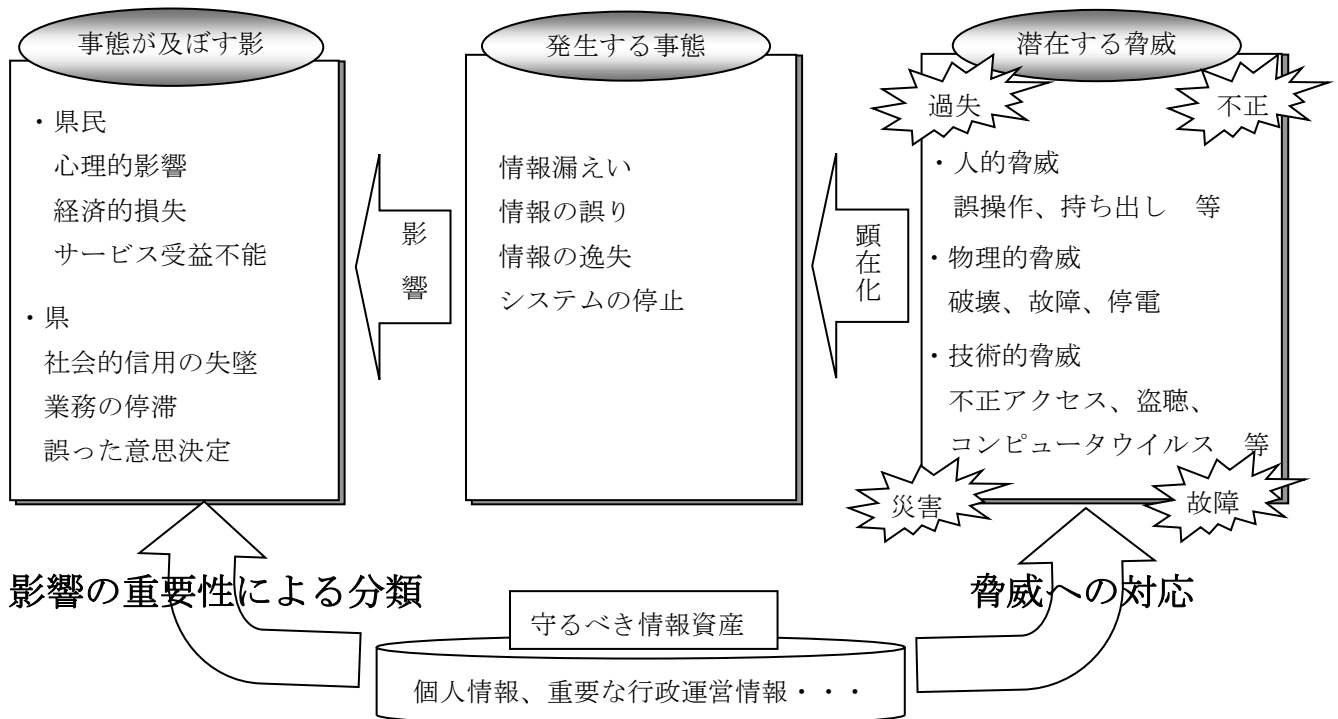 事態が及ぼす影
・県民
心理的影響
経済的損失
サービス受益不能
・県
社会的信用の失墜
業務の停滞
誤った意思決定
影響
発生する事態
情報漏えい
情報の誤り
情報の逸失
システムの停止
顕在化
潜在する脅威
過失
不正
・人的脅威
誤操作、持ち出し　等
・物理的脅威
破壊、故障、停電
・技術的脅威
不正アクセス、盗聴、
コンピュータウイルス　等
災害
故障
影響の重要性による分類
脅威への対応
守るべき情報資産
個人情報、重要な行政運営情報・・・